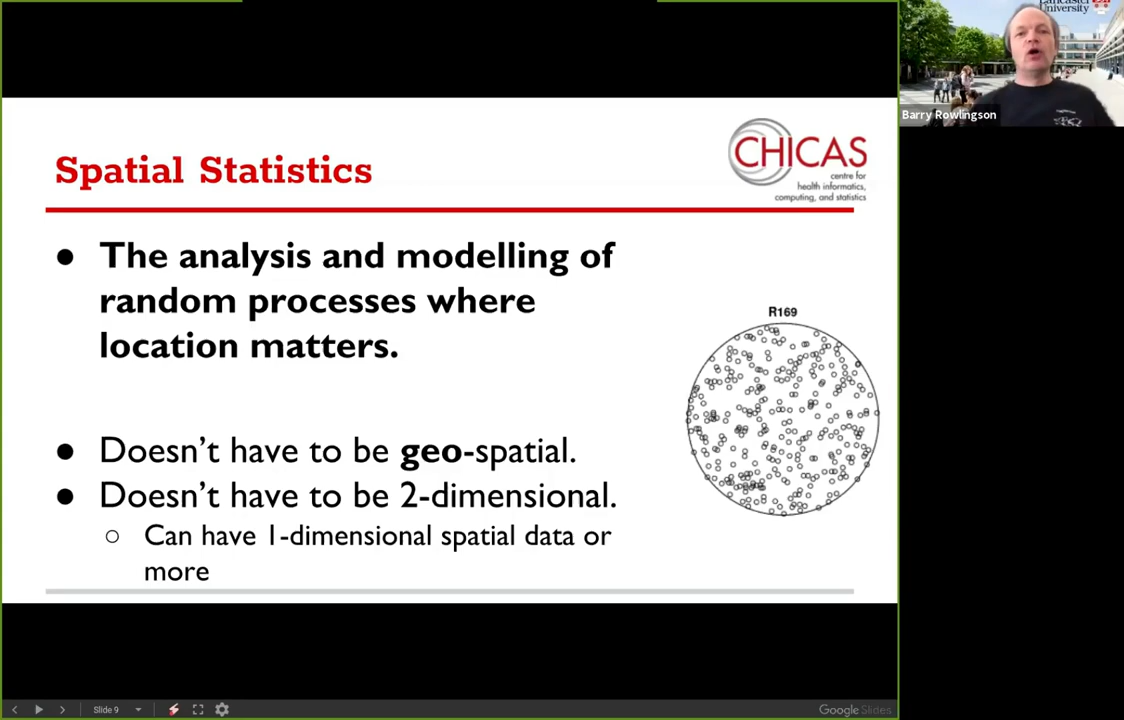 Spatial Statistics
CHICAS
centre for
health informatics,
computing, and statistics
● The analysis and modelling of
random processes where
location matters.
R169
● Doesn't have to be geo-spatial.
● Doesn't have to be 2-dimensional.
○ Can have 1-dimensional spatial data or
more
Slide 9
Google Slides
Lancaster
University
Barry Rowlingson